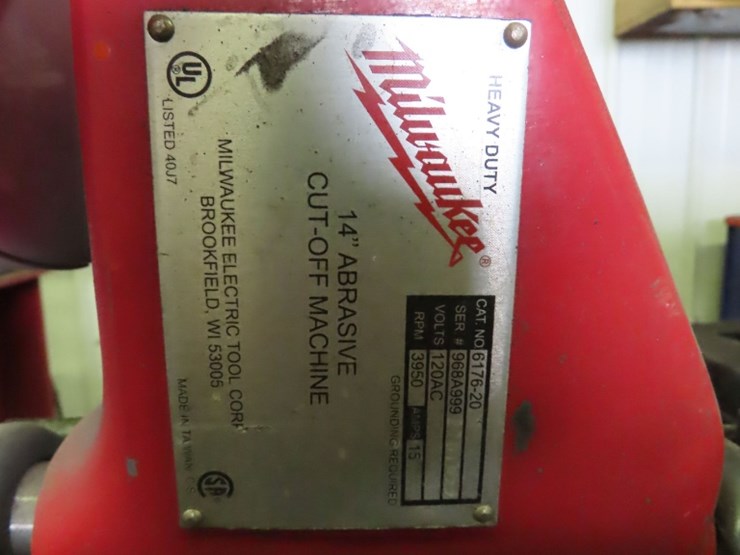 HEAVY DUTY
Milwaukee®
CAT. NO 6176-20
SER. # 968A999
VOLTS 120AC
RPM 3950 AMPS 15
GROUNDING REQUIRED
14" ABRASIVE
CUT-OFF MACHINE
MILWAUKEE ELECTRIC TOOL CORP
BROOKFIELD, WI 53005
UL ®
LISTED 40J7
MADE IN TAIWAN
SA